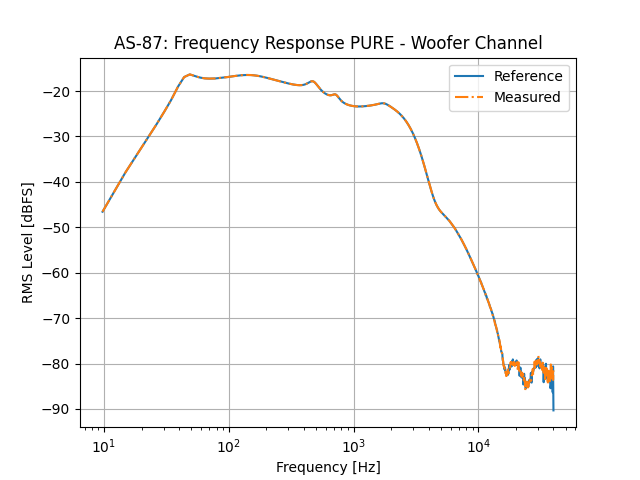 AS-87: Frequency Response PURE - Woofer Channel
Reference
Measured
RMS Level [dBFS]
−20
−30
−40
−50
−60
−70
−80
−90
10¹ 10² 10³ 10⁴
Frequency [Hz]